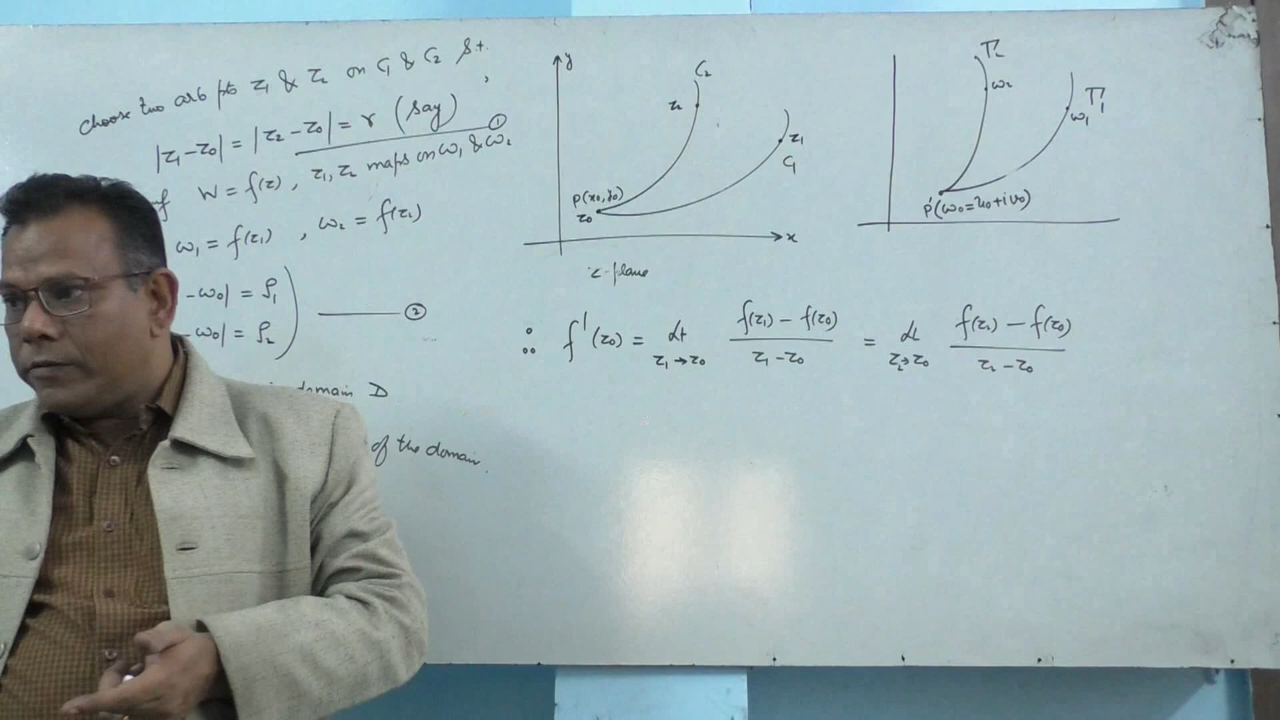 choose two arb pts z₁ & z₂ on C₁ & C₂ s.t.,
|z₁-z₀| = |z₂-z₀| = r (say) ①
of W = f(z), z₁, z₂ maps on ω₁ & ω₂
ω₁ = f(z₁), ω₂ = f(z₂)
-ω₀| = ρ₁
-ω₀| = ρ₂ ②
domain D
of the domain.
y
C₂
z₂
z₁
C₁
P(x₀,y₀)
z₀
x
z-plane
Γ₂
ω₂
Γ₁
ω₁
P'(ω₀=u₀+iv₀)
∴ f'(z₀) = Lt z₁→z₀ (f(z₁) - f(z₀))/(z₁-z₀) = Lt z₂→z₀ (f(z₂) - f(z₀))/(z₂-z₀)